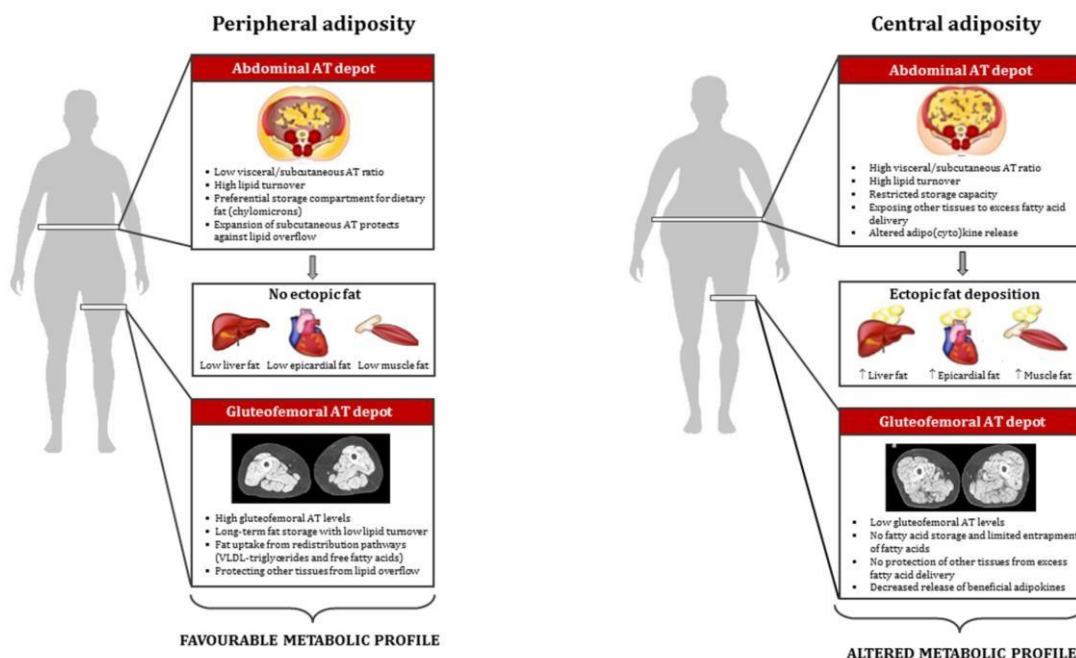 Peripheral adiposity
Abdominal AT depot
▪ Low visceral/subcutaneous AT ratio
▪ High lipid turnover
▪ Preferential storage compartment for dietary
fat (chylomicrons)
▪ Expansion of subcutaneous AT protects
against lipid overflow
No ectopic fat
Low liver fat Low epicardial fat Low muscle fat
Gluteofemoral AT depot
▪ High gluteofemoral AT levels
▪ Long-term fat storage with low lipid turnover
▪ Fat uptake from redistribution pathways
(VLDL-triglycerides and free fatty acids)
▪ Protecting other tissues from lipid overflow
FAVOURABLE METABOLIC PROFILE
Central adiposity
Abdominal AT depot
▪ High visceral/subcutaneous AT ratio
▪ High lipid turnover
▪ Restricted storage capacity
▪ Exposing other tissues to excess fatty acid
delivery
▪ Altered adipo(cyto)kine release
Ectopic fat deposition
↑ Liver fat ↑ Epicardial fat ↑ Muscle fat
Gluteofemoral AT depot
▪ Low gluteofemoral AT levels
▪ No fatty acid storage and limited entrapment
of fatty acids
▪ No protection of other tissues from excess
fatty acid delivery
▪ Decreased release of beneficial adipokines
ALTERED METABOLIC PROFILE